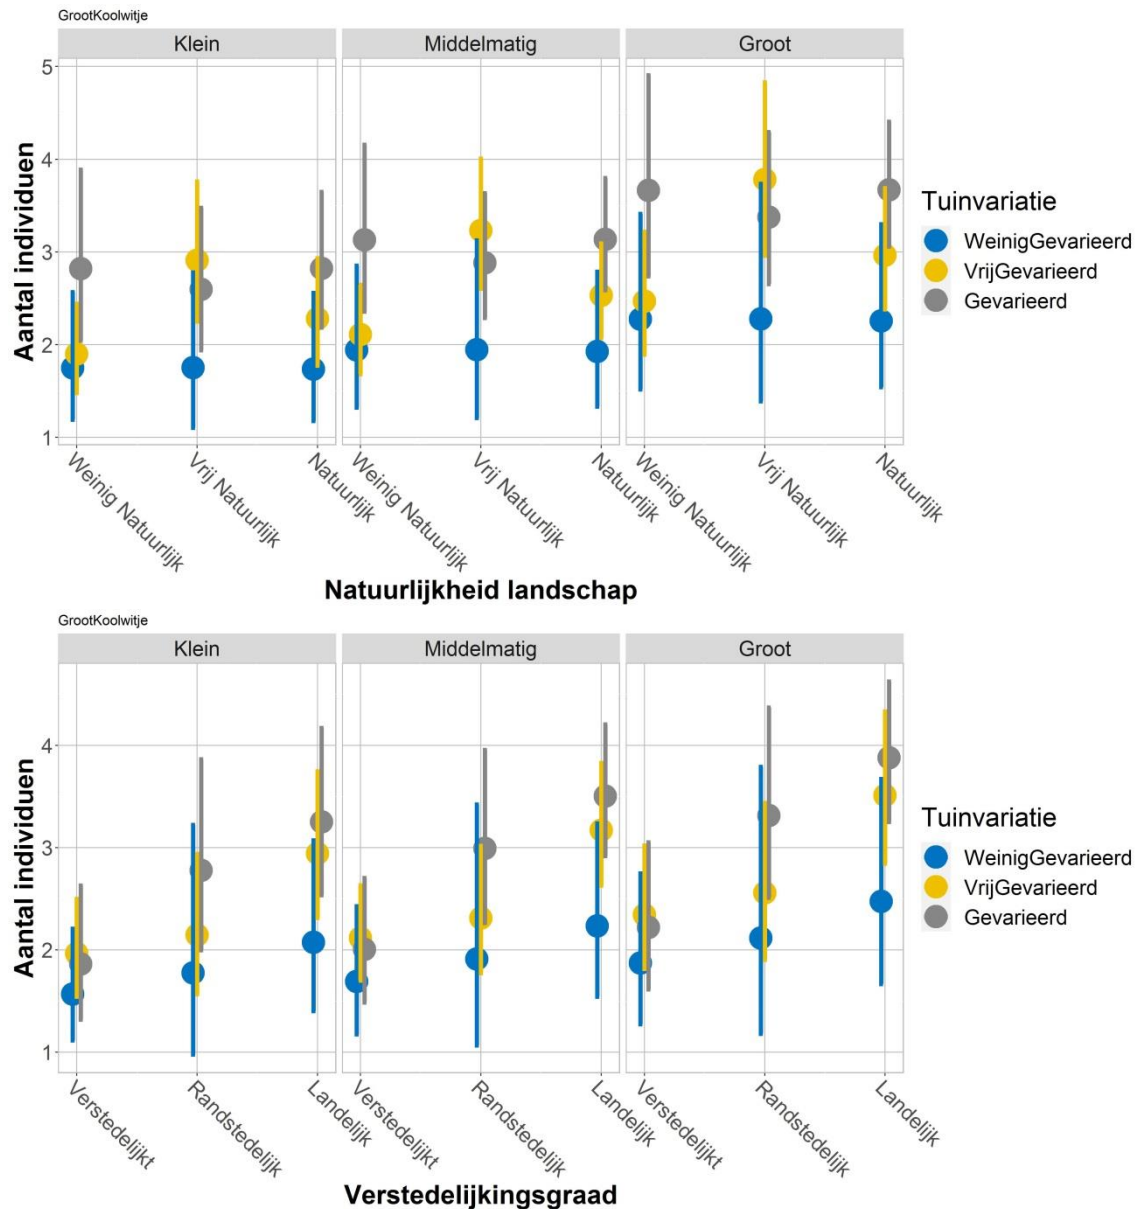 GrootKoolwitje
Klein
Middelmatig
Groot
Aantal individuen
5
4
3
2
1
Weinig Natuurlijk
Vrij Natuurlijk
Natuurlijk
Weinig Natuurlijk
Vrij Natuurlijk
Natuurlijk
Weinig Natuurlijk
Vrij Natuurlijk
Natuurlijk
Natuurlijkheid landschap
Tuinvariatie
WeinigGevarieerd
VrijGevarieerd
Gevarieerd
GrootKoolwitje
Klein
Middelmatig
Groot
Aantal individuen
4
3
2
1
Verstedelijkt
Randstedelijk
Landelijk
Verstedelijkt
Randstedelijk
Landelijk
Verstedelijkt
Randstedelijk
Landelijk
Verstedelijkingsgraad
Tuinvariatie
WeinigGevarieerd
VrijGevarieerd
Gevarieerd